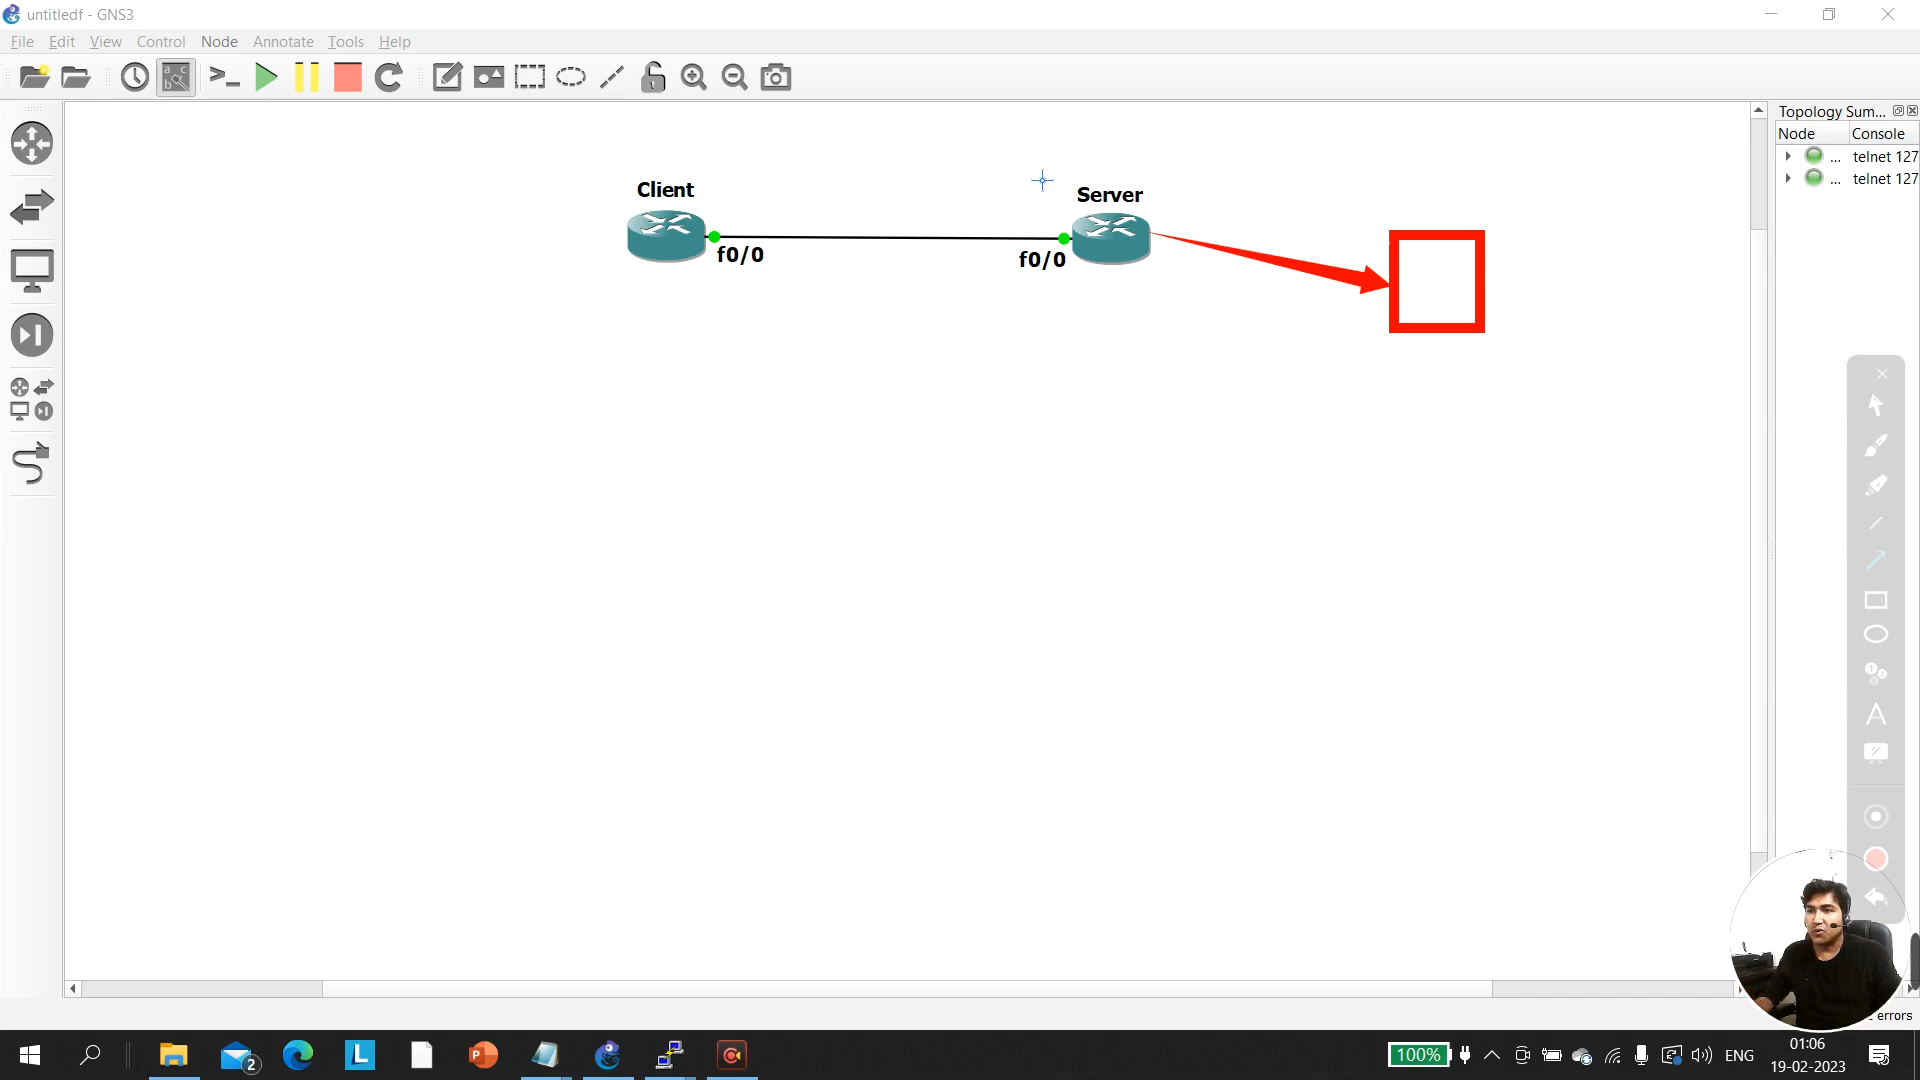 untitledf - GNS3
File Edit View Control Node Annotate Tools Help
Topology Sum...
Node Console
... telnet 127
... telnet 127
Client
Server
f0/0
f0/0
errors
2
100%
ENG
01:06
19-02-2023